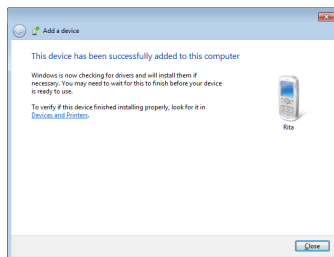 Add a device
This device has been successfully added to this computer
Windows is now checking for drivers and will install them if
necessary. You may need to wait for this to finish before your device
is ready to use.
To verify if this device finished installing properly, look for it in
Devices and Printers.
Rita
Close